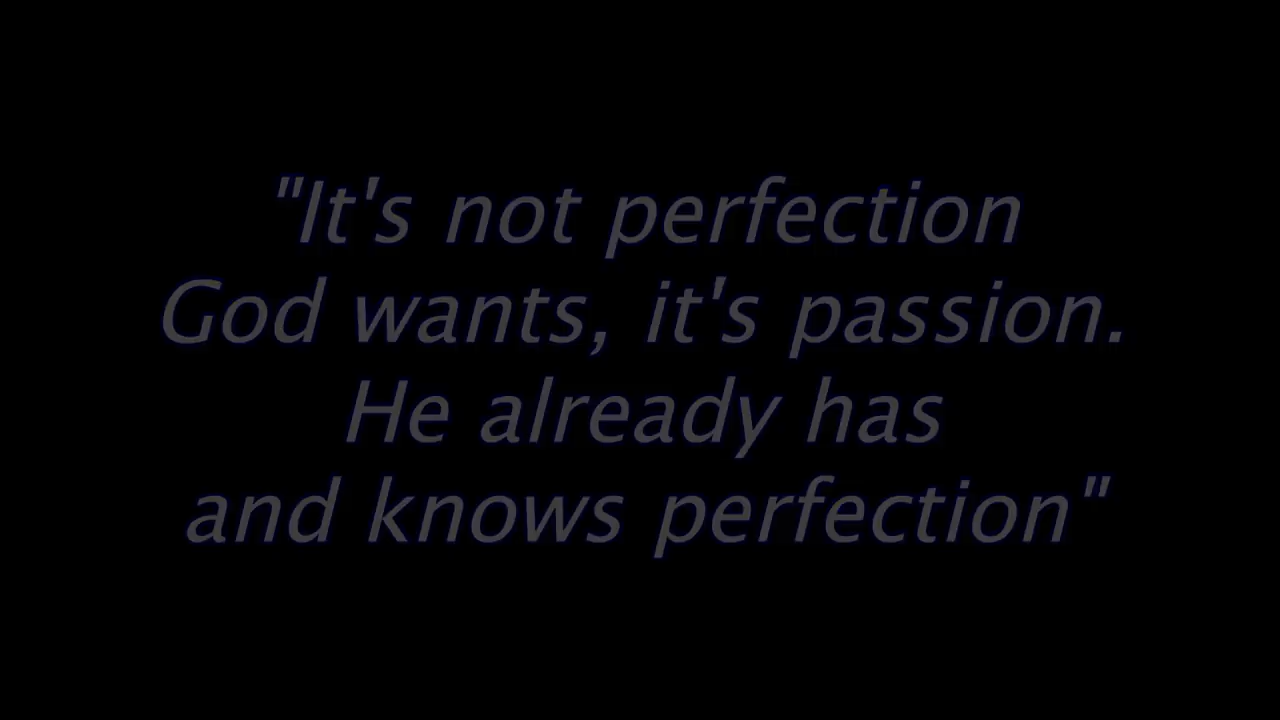 "It's not perfection
God wants, it's passion.
He already has
and knows perfection"